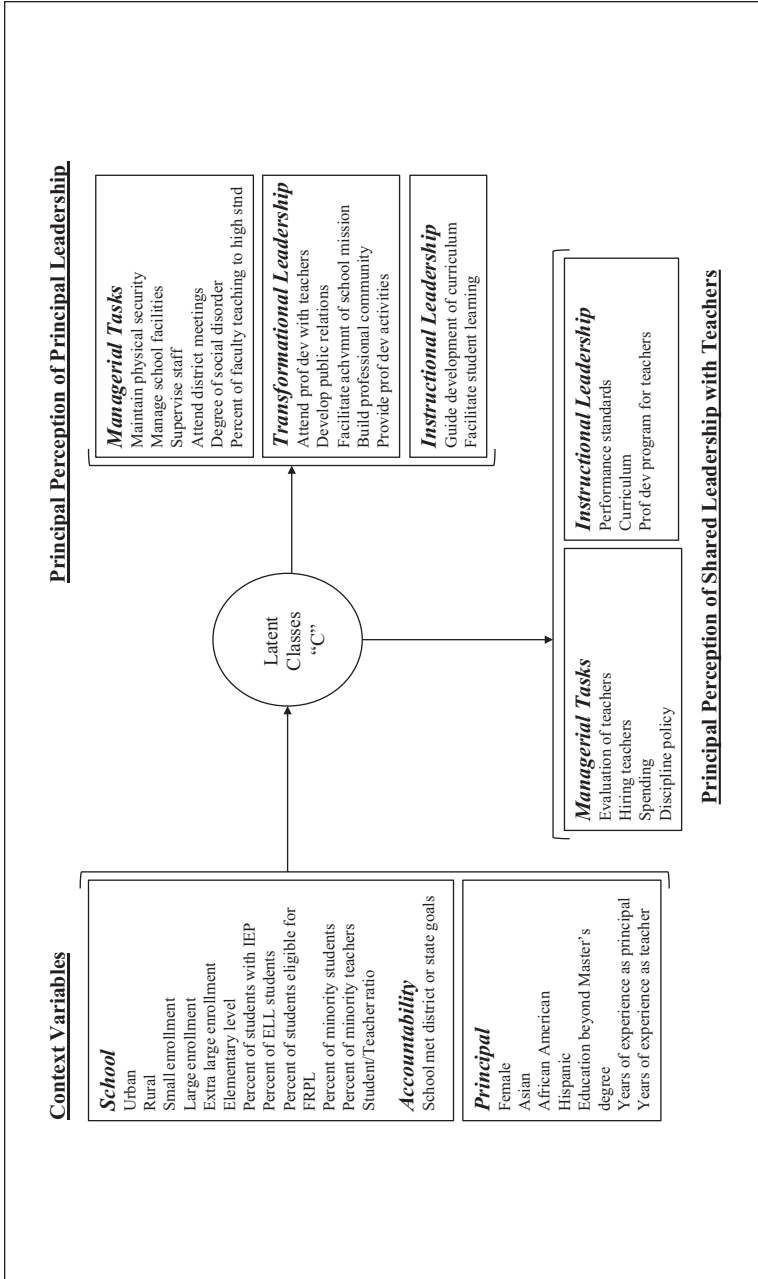 Context Variables
School
Urban
Rural
Small enrollment
Large enrollment
Extra large enrollment
Elementary level
Percent of students with IEP
Percent of ELL students
Percent of students eligible for
FRPL
Percent of minority students
Percent of minority teachers
Student/Teacher ratio
Accountability
School met district or state goals
Principal
Female
Asian
African American
Hispanic
Education beyond Master's
degree
Years of experience as principal
Years of experience as teacher
Latent
Classes
“C”
Principal Perception of Principal Leadership
Managerial Tasks
Maintain physical security
Manage school facilities
Supervise staff
Attend district meetings
Degree of social disorder
Percent of faculty teaching to high stnd
Transformational Leadership
Attend prof dev with teachers
Develop public relations
Facilitate achvmnt of school mission
Build professional community
Provide prof dev activities
Instructional Leadership
Guide development of curriculum
Facilitate student learning
Managerial Tasks
Evaluation of teachers
Hiring teachers
Spending
Discipline policy
Instructional Leadership
Performance standards
Curriculum
Prof dev program for teachers
Principal Perception of Shared Leadership with Teachers